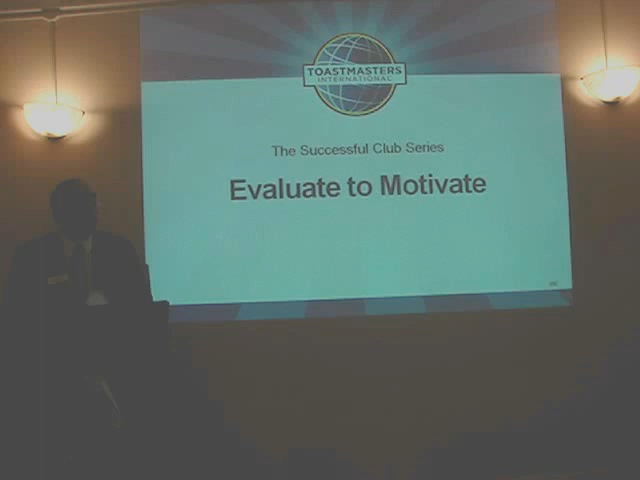 TOASTMASTERS
INTERNATIONAL
The Successful Club Series
Evaluate to Motivate